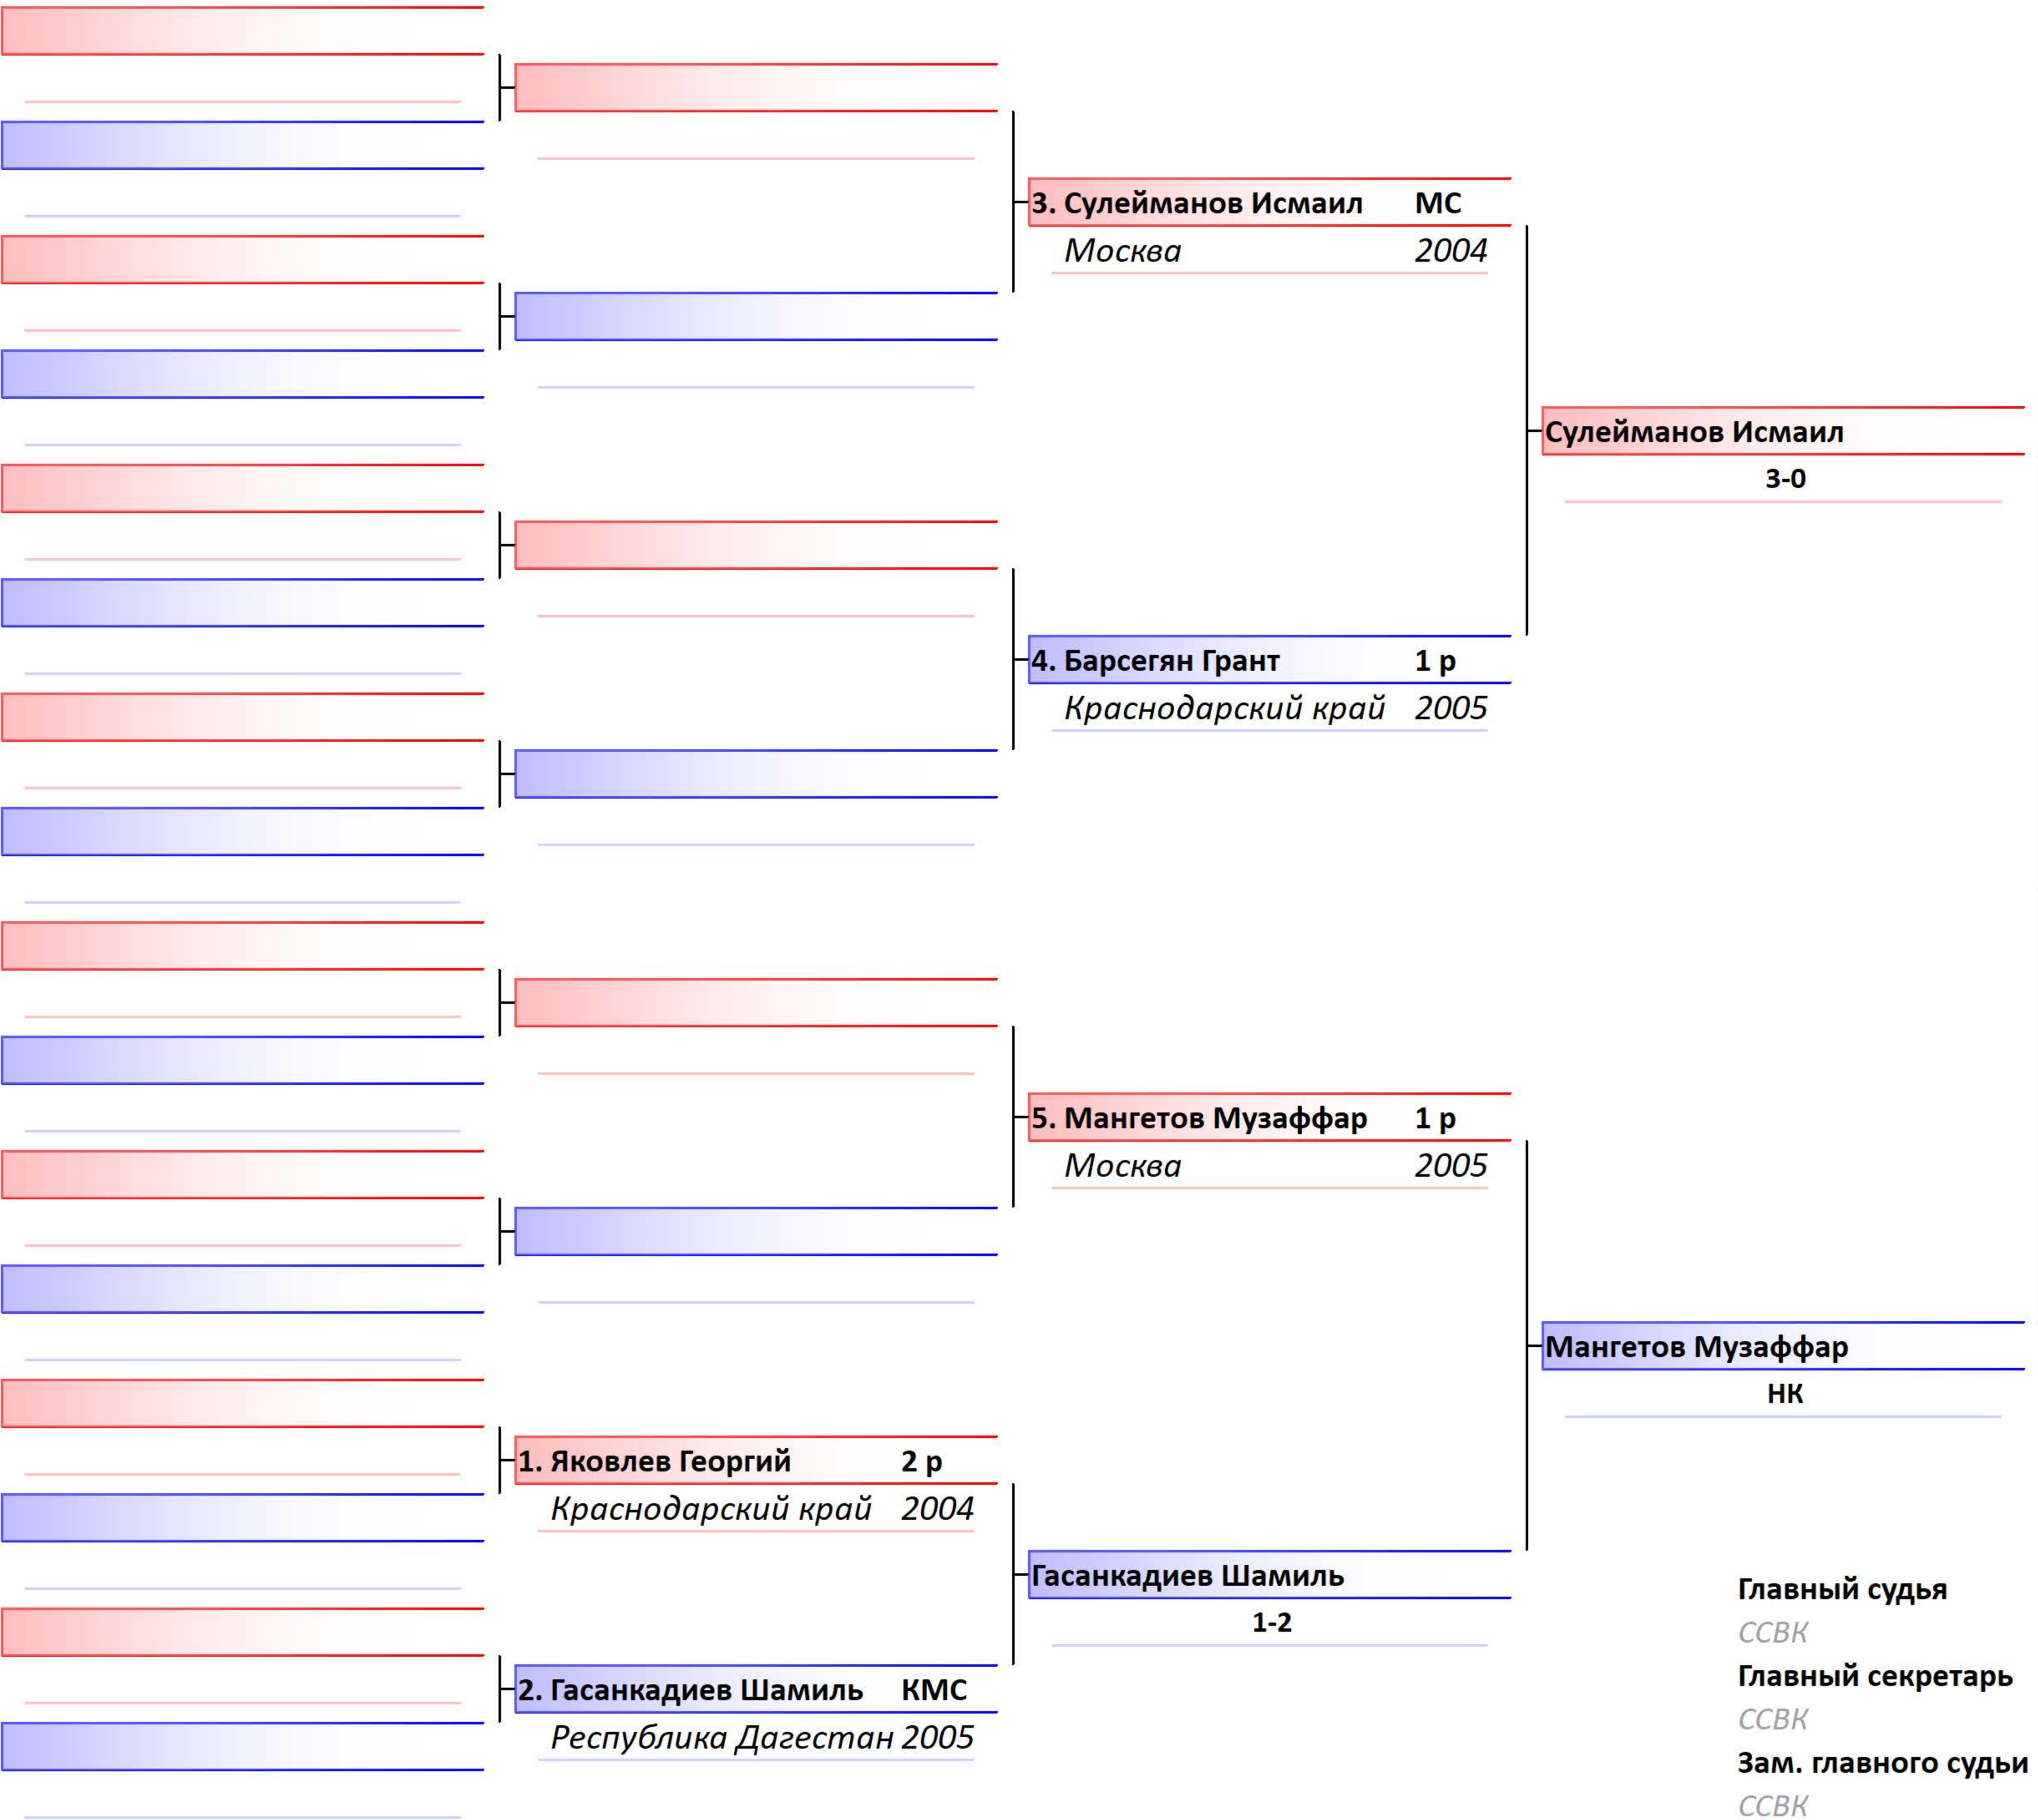 3. Сулейманов Исмаил МС
Москва 2004
Сулейманов Исмаил
3-0
4. Барсегян Грант 1 р
Краснодарский край 2005
5. Мангетов Музаффар 1 р
Москва 2005
Мангетов Музаффар
НК
1. Яковлев Георгий 2 р
Краснодарский край 2004
Гасанкадиев Шамиль
1-2
2. Гасанкадиев Шамиль КМС
Республика Дагестан 2005
Главный судья
ССВК
Главный секретарь
ССВК
Зам. главного судьи
ССВК